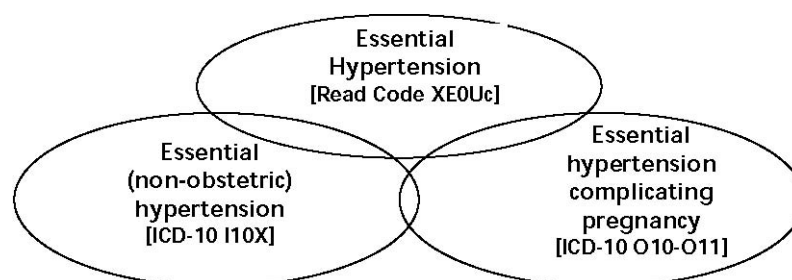 Essential
Hypertension
[Read Code XE0Uc]
Essential
(non-obstetric)
hypertension
[ICD-10 I10X]
Essential
hypertension
complicating
pregnancy
[ICD-10 O10-O11]